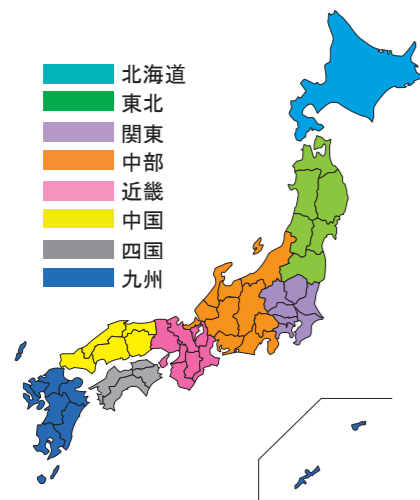 北海道
東北
関東
中部
近畿
中国
四国
九州